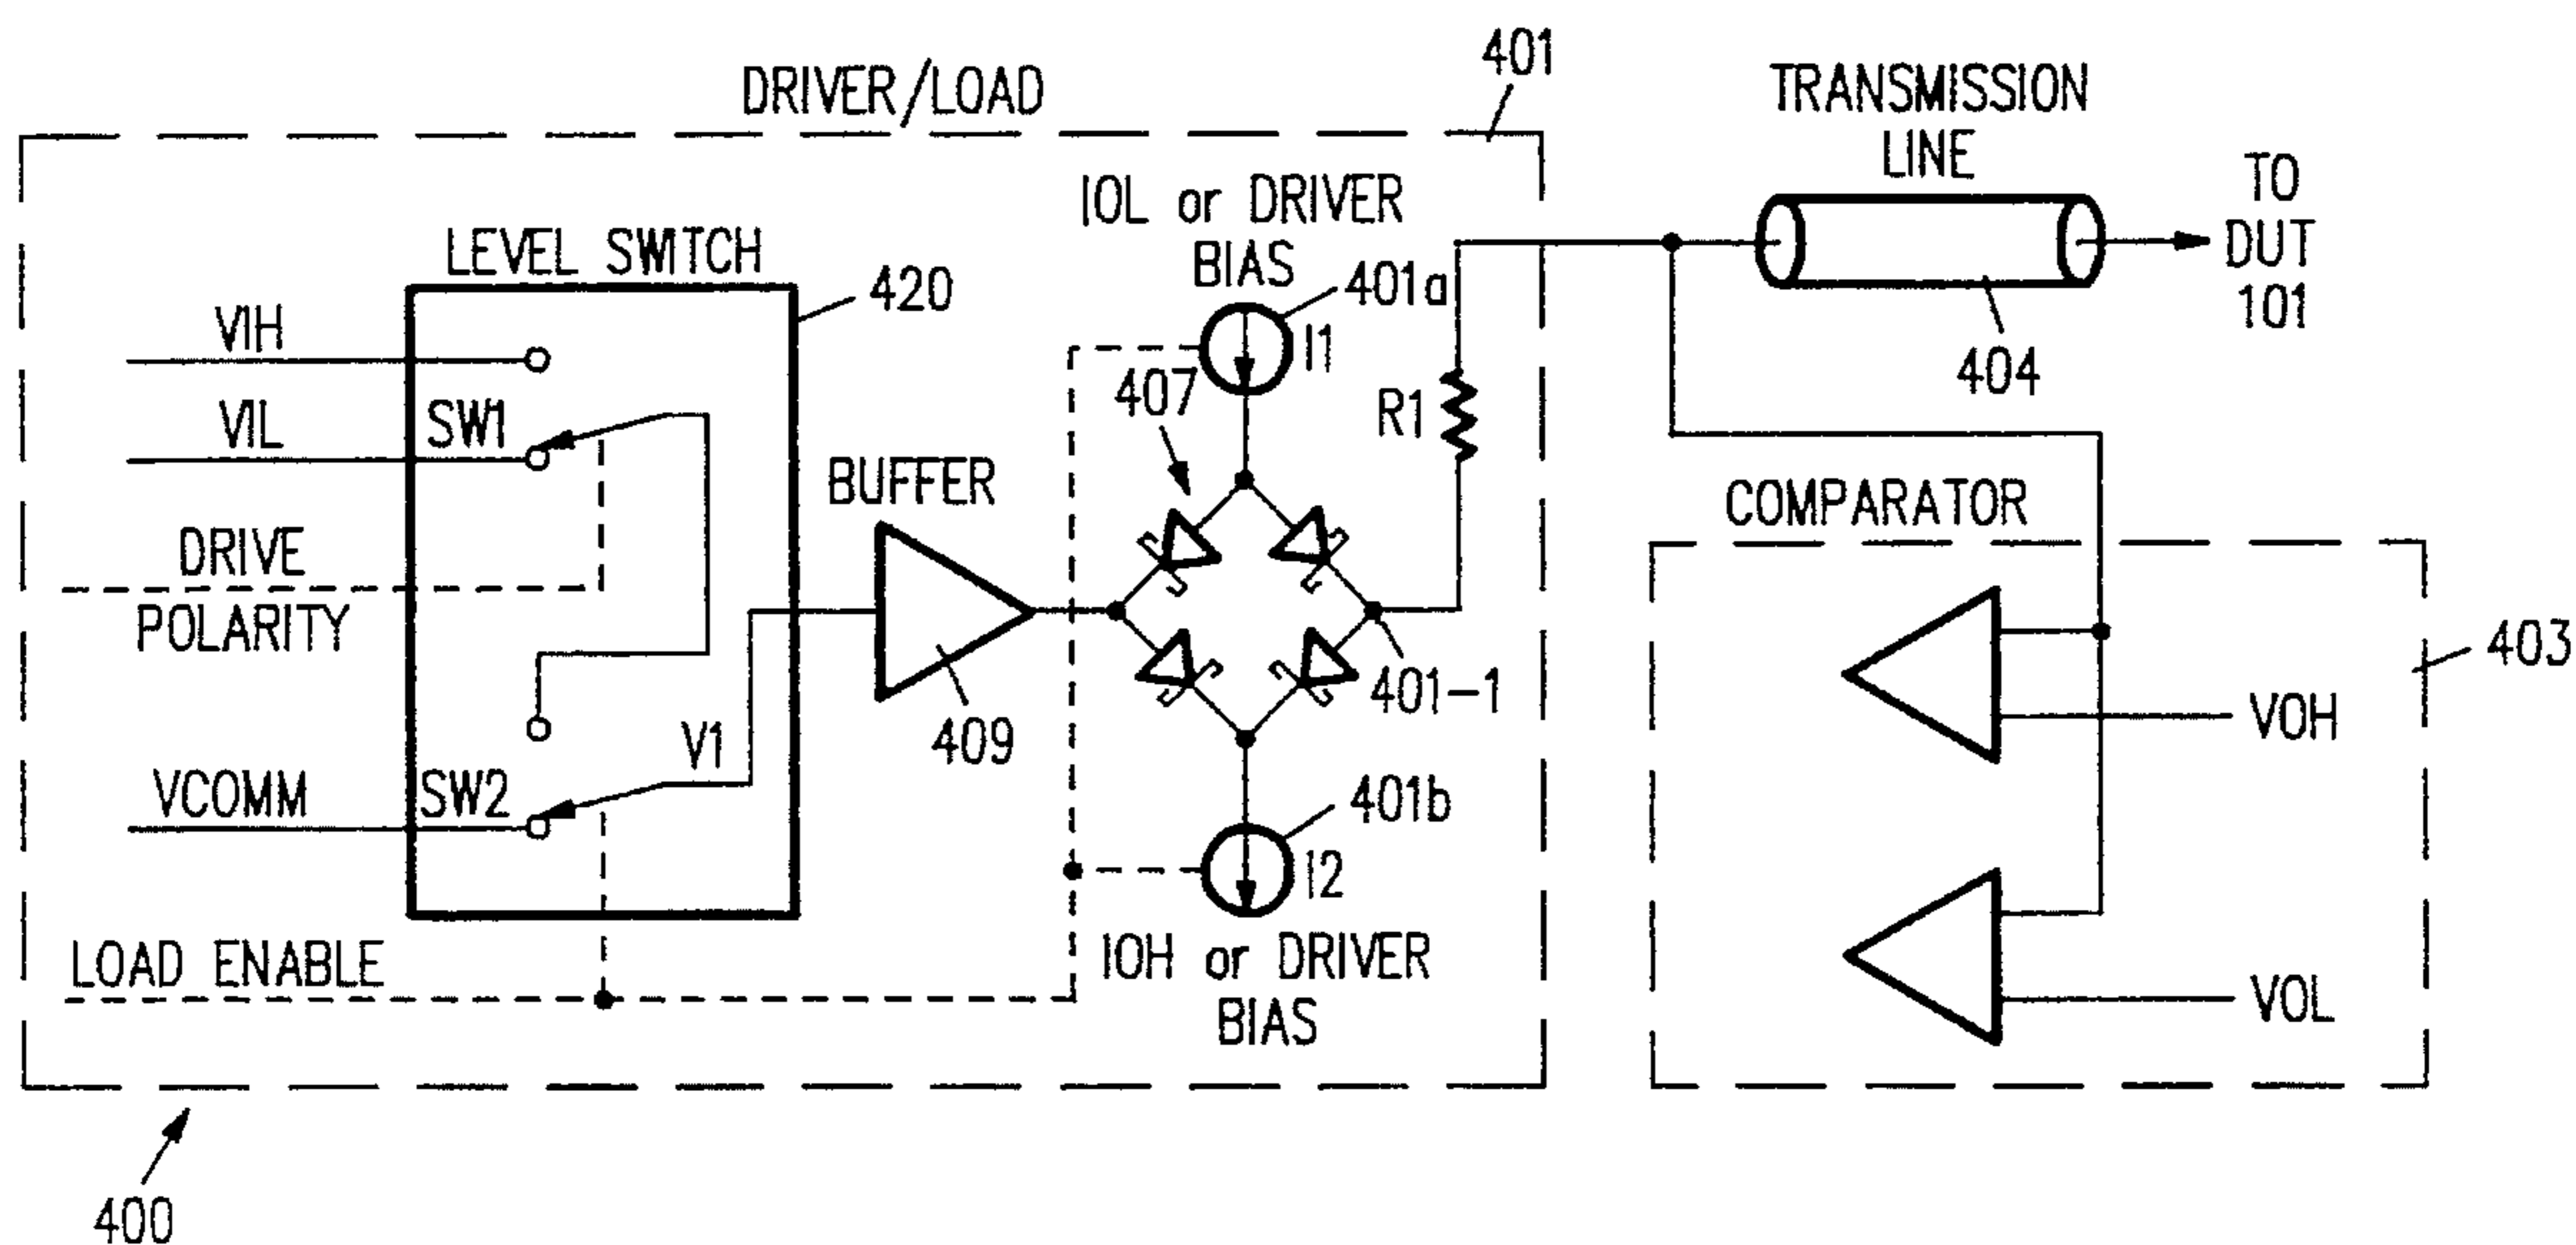 DRIVER/LOAD
401
TRANSMISSION
LINE
TO
DUT
101
404
IOL or DRIVER
BIAS
401a
I1
LEVEL SWITCH
420
VIH
VIL
SW1
407
R1
BUFFER
409
DRIVE
POLARITY
COMPARATOR
403
401-1
VOH
V1
VCOMM
SW2
401b
I2
LOAD ENABLE
IOH or DRIVER
BIAS
VOL
400